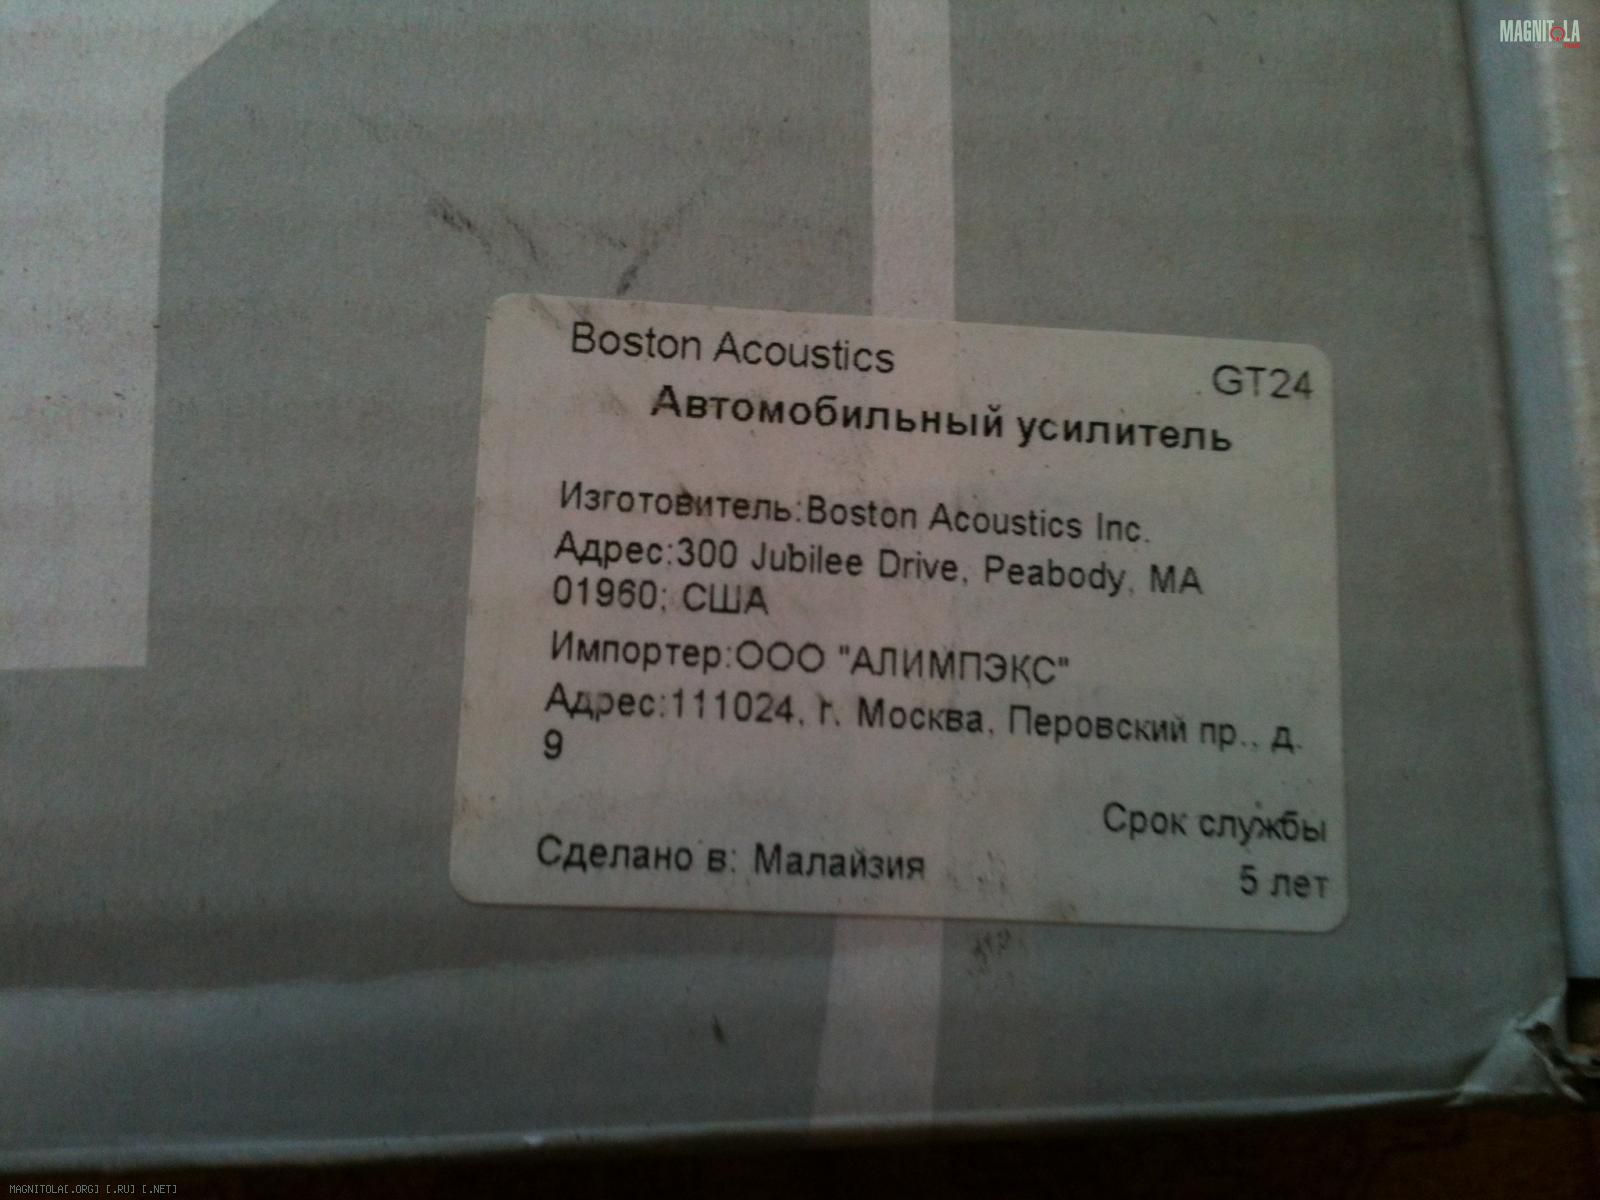 MAGNITOLA
Boston Acoustics
GT24
Автомобильный усилитель
Изготовитель:Boston Acoustics Inc.
Адрес:300 Jubilee Drive, Peabody, MA
01960; США
Импортер:ООО "АЛИМПЭКС"
Адрес:111024, г. Москва, Перовский пр., д.
9
Срок службы
Сделано в: Малайзия
5 лет
MAGNITOLA[.ORG] [.RU] [.NET]